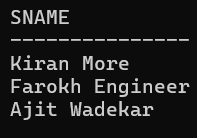 SNAME
---------------
Kiran More
Farokh Engineer
Ajit Wadekar